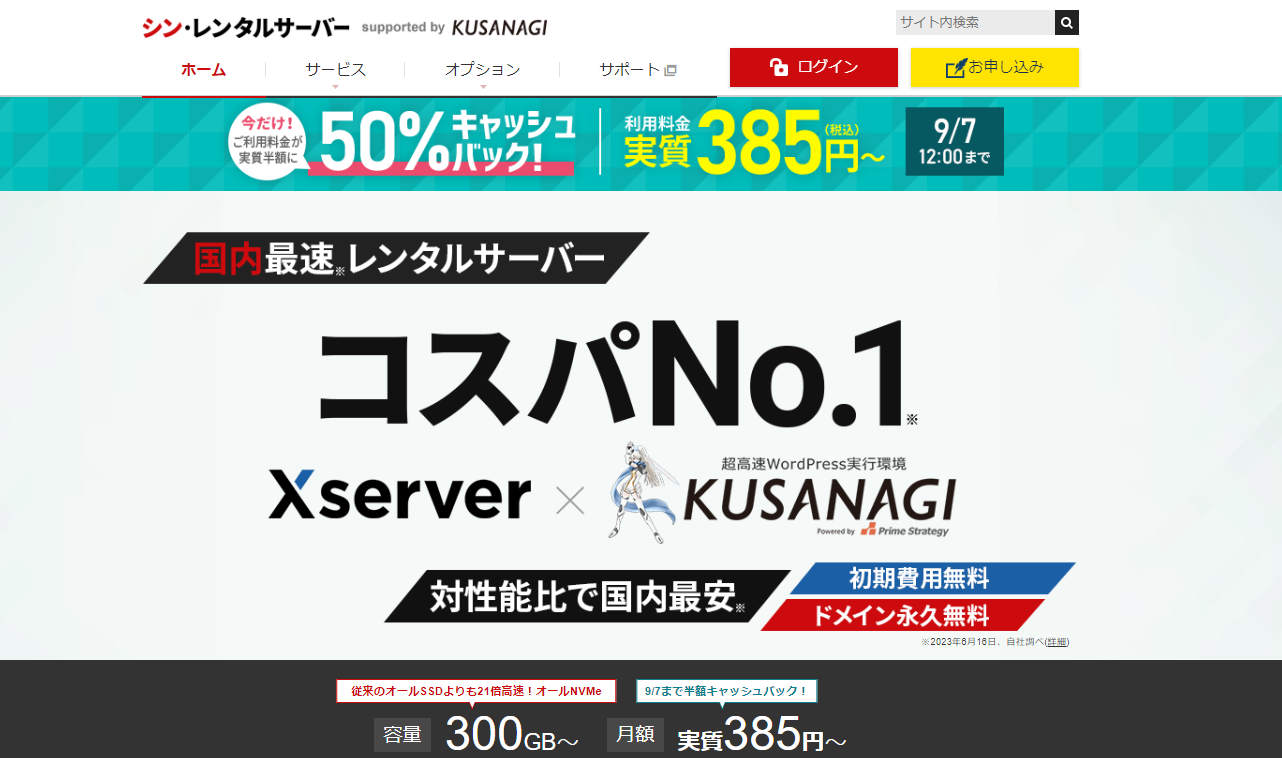 シン・レンタルサーバー supported by KUSANAGI
サイト内検索
ホーム サービス オプション サポート ログイン お申し込み
今だけ!
ご利用料金が
実質半額に
50%キャッシュ
バック!
利用料金
実質385円~
(税込)
9/7
12:00まで
国内最速※レンタルサーバー
コスパNo.1※
Xserver × KUSANAGI
超高速WordPress実行環境
Powered by Prime Strategy
対性能比で国内最安※
初期費用無料
ドメイン永久無料
※2023年6月16日、自社調べ(詳細)
従来のオールSSDよりも21倍高速!オールNVMe
9/7まで半額キャッシュバック!
容量 300GB~ 月額 実質385円~